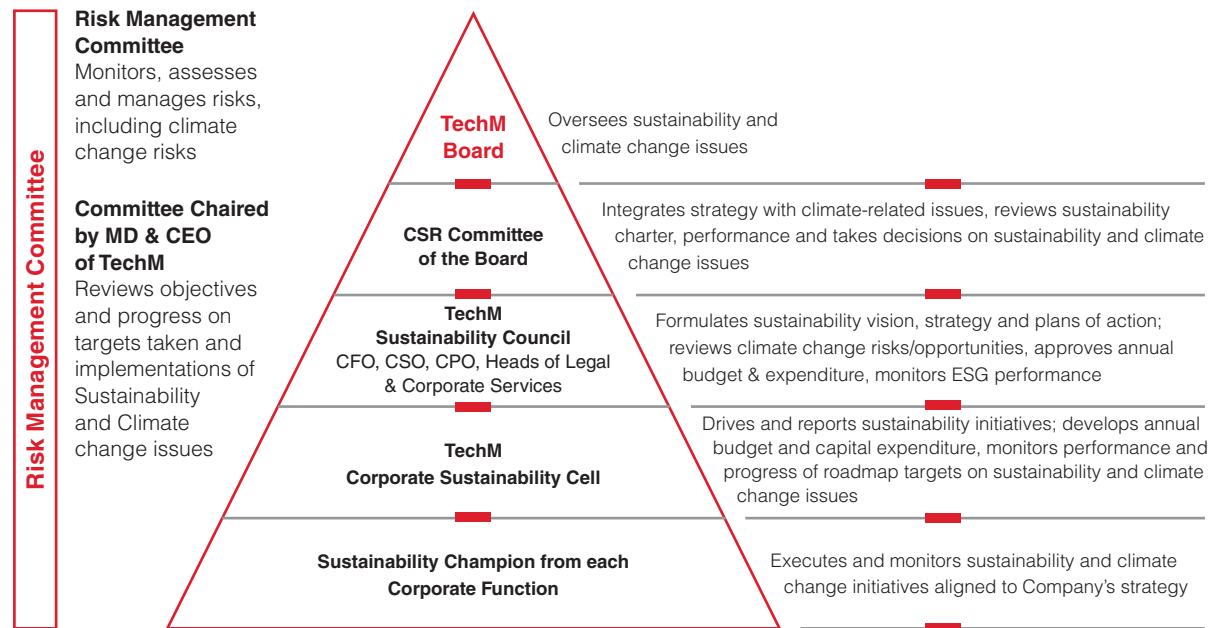 Risk Management Committee
Risk Management
Committee
Monitors, assesses
and manages risks,
including climate
change risks
Committee Chaired
by MD & CEO
of TechM
Reviews objectives
and progress on
targets taken and
implementations of
Sustainability
and Climate
change issues
TechM
Board
Oversees sustainability and
climate change issues
CSR Committee
of the Board
Integrates strategy with climate-related issues, reviews sustainability
charter, performance and takes decisions on sustainability and climate
change issues
TechM
Sustainability Council
CFO, CSO, CPO, Heads of Legal
& Corporate Services
Formulates sustainability vision, strategy and plans of action;
reviews climate change risks/opportunities, approves annual
budget & expenditure, monitors ESG performance
TechM
Corporate Sustainability Cell
Drives and reports sustainability initiatives; develops annual
budget and capital expenditure, monitors performance and
progress of roadmap targets on sustainability and climate
change issues
Sustainability Champion from each
Corporate Function
Executes and monitors sustainability and climate
change initiatives aligned to Company’s strategy